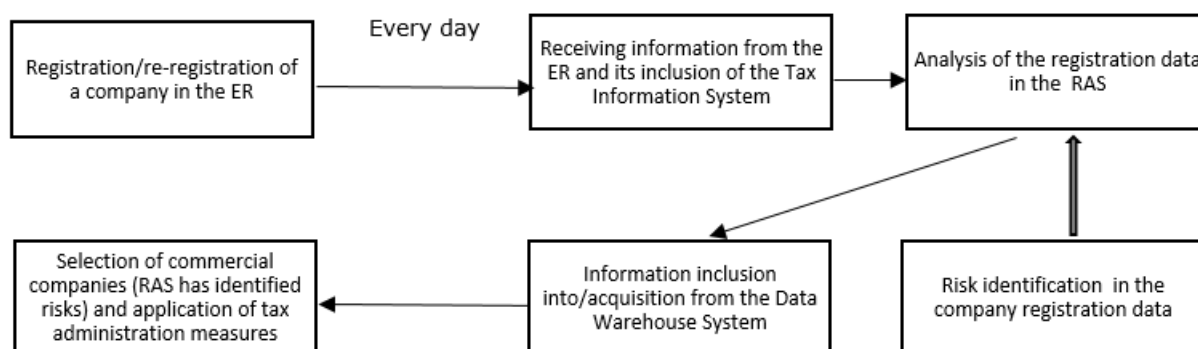 Every day
Registration/re-registration of
a company in the ER
Receiving information from the
ER and its inclusion of the Tax
Information System
Analysis of the registration data
in the RAS
Selection of commercial
companies (RAS has identified
risks) and application of tax
administration measures
Information inclusion
into/acquisition from the Data
Warehouse System
Risk identification in the
company registration data